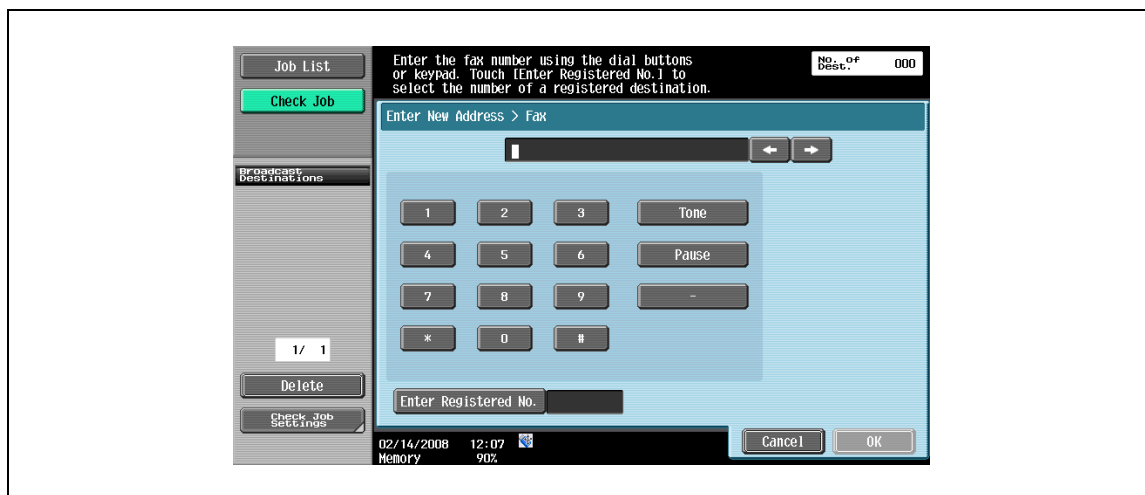 Job List
Check Job
Enter the fax number using the dial buttons
or keypad. Touch [Enter Registered No.] to
select the number of a registered destination.
No. of
Dest. 000
Enter New Address > Fax
Broadcast
Destinations
1 2 3 Tone
4 5 6 Pause
7 8 9 -
* 0 #
1/ 1
Delete
Enter Registered No.
Check Job
Settings
02/14/2008 12:07
Memory 90%
Cancel OK